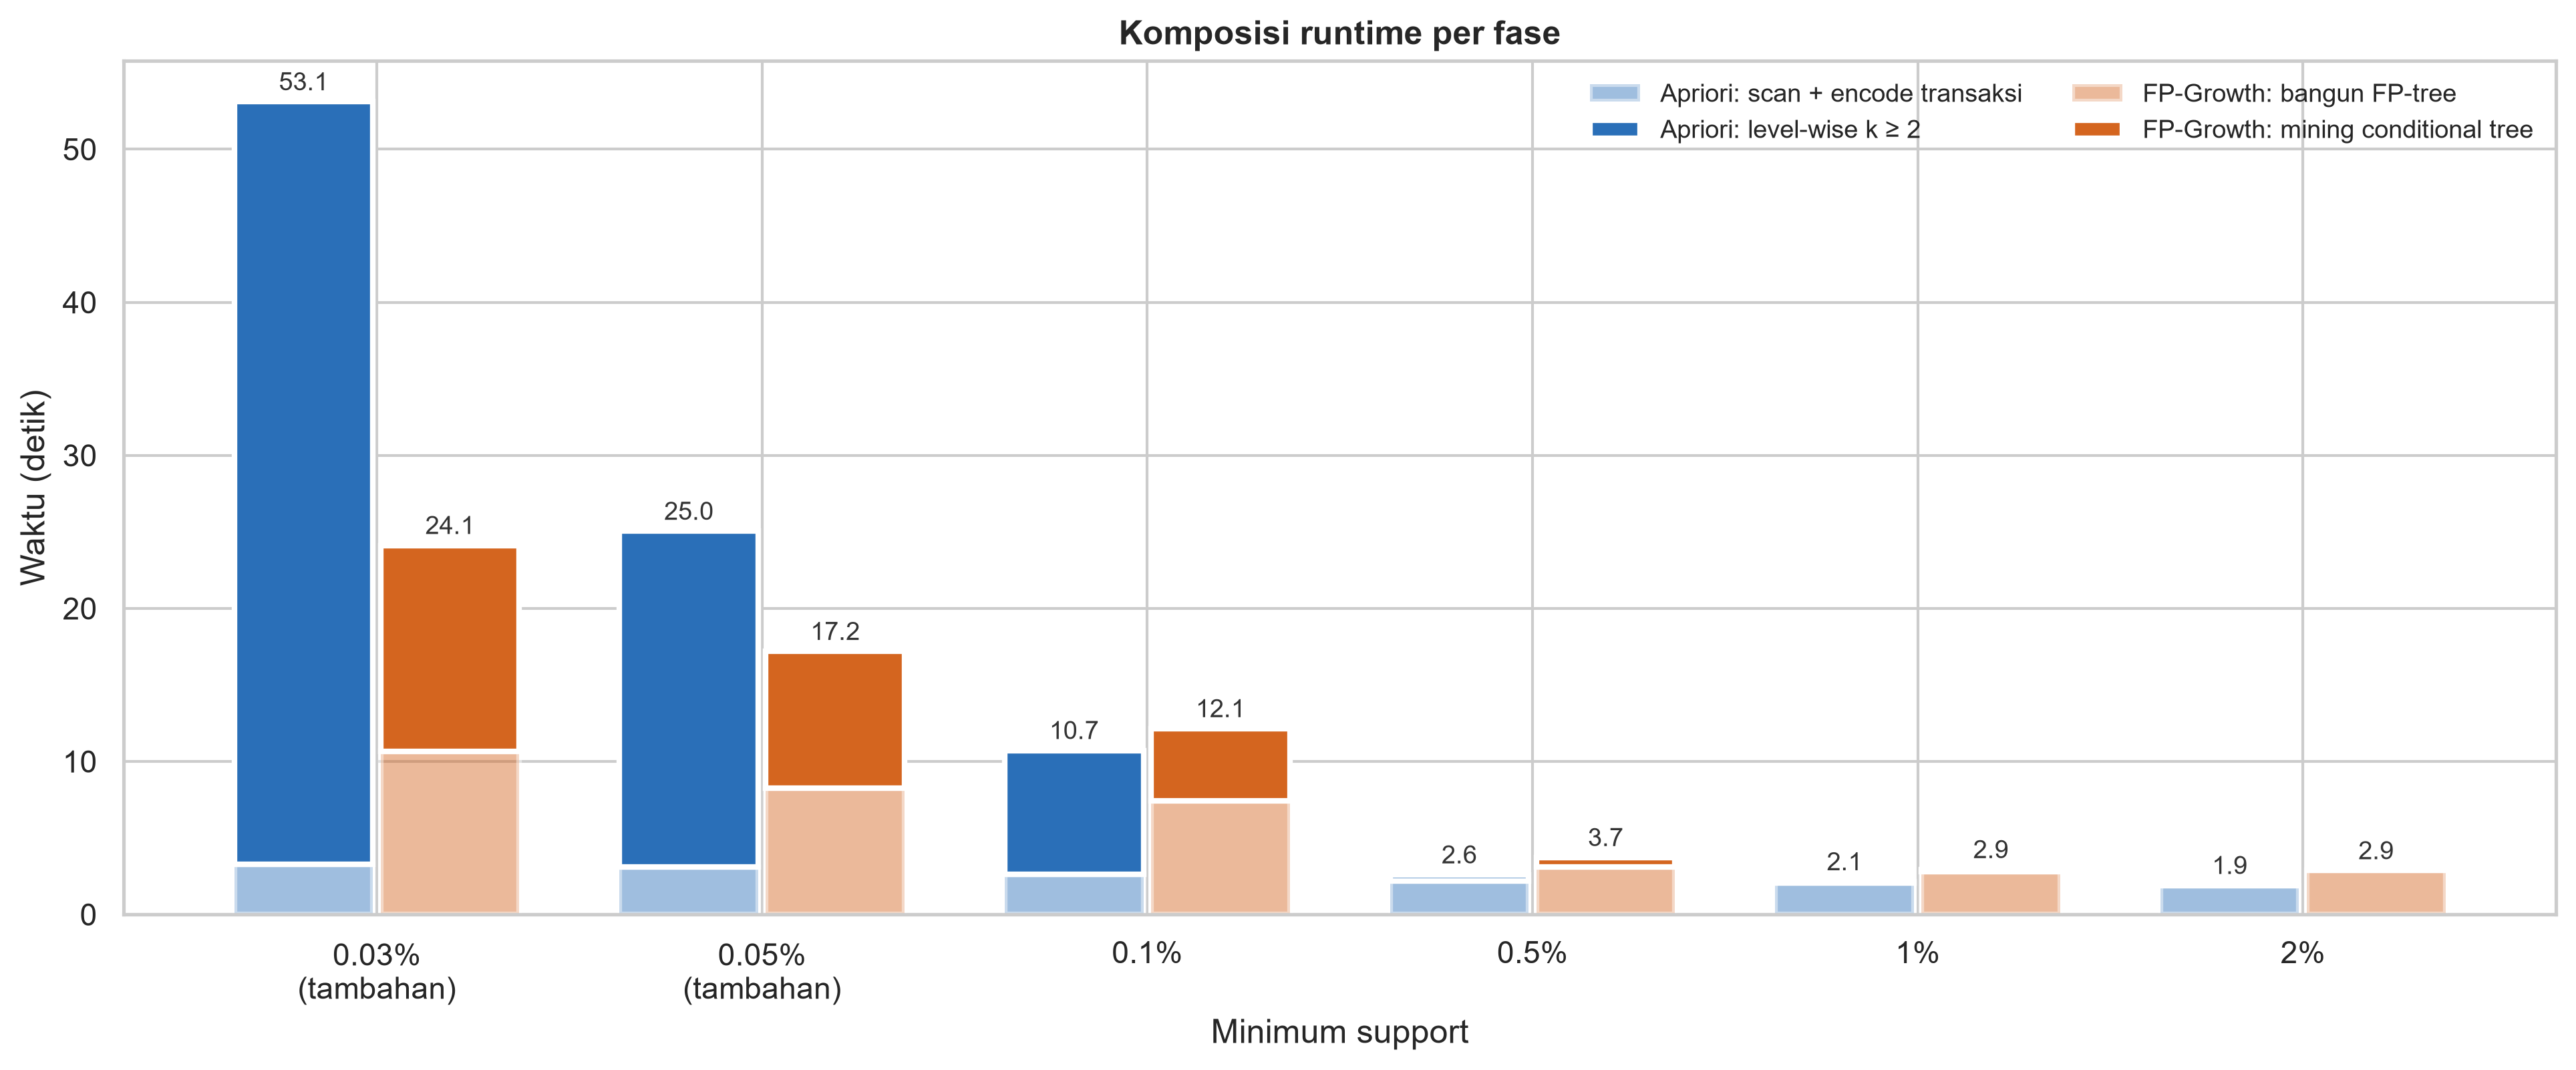 Komposisi runtime per fase
Apriori: scan + encode transaksi
Apriori: level-wise k ≥ 2
FP-Growth: bangun FP-tree
FP-Growth: mining conditional tree
Waktu (detik)
50
40
30
20
10
0
53.1
24.1
25.0
17.2
10.7
12.1
2.6
3.7
2.1
2.9
1.9
2.9
0.03%
(tambahan)
0.05%
(tambahan)
0.1%
0.5%
1%
2%
Minimum support